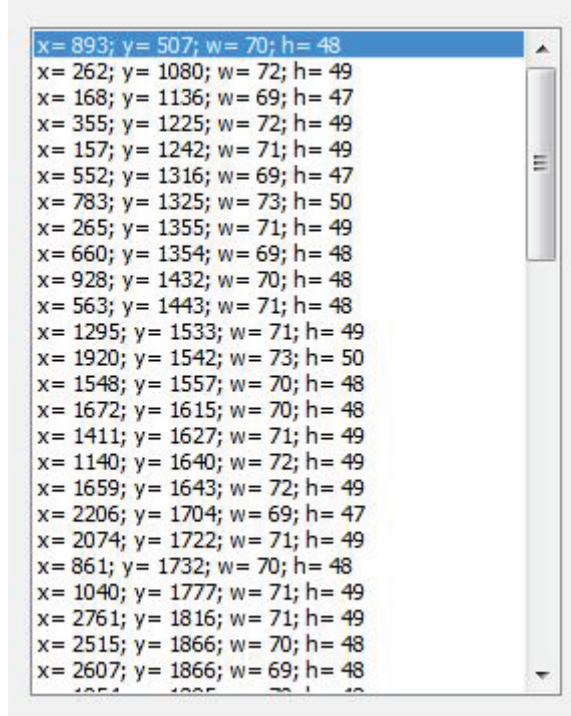 x= 893; y= 507; w= 70; h= 48
x= 262; y= 1080; w= 72; h= 49
x= 168; y= 1136; w= 69; h= 47
x= 355; y= 1225; w= 72; h= 49
x= 157; y= 1242; w= 71; h= 49
x= 552; y= 1316; w= 69; h= 47
x= 783; y= 1325; w= 73; h= 50
x= 265; y= 1355; w= 71; h= 49
x= 660; y= 1354; w= 69; h= 48
x= 928; y= 1432; w= 70; h= 48
x= 563; y= 1443; w= 71; h= 48
x= 1295; y= 1533; w= 71; h= 49
x= 1920; y= 1542; w= 73; h= 50
x= 1548; y= 1557; w= 70; h= 48
x= 1672; y= 1615; w= 70; h= 48
x= 1411; y= 1627; w= 71; h= 49
x= 1140; y= 1640; w= 72; h= 49
x= 1659; y= 1643; w= 72; h= 49
x= 2206; y= 1704; w= 69; h= 47
x= 2074; y= 1722; w= 71; h= 49
x= 861; y= 1732; w= 70; h= 48
x= 1040; y= 1777; w= 71; h= 49
x= 2761; y= 1816; w= 71; h= 49
x= 2515; y= 1866; w= 70; h= 48
x= 2607; y= 1866; w= 69; h= 48